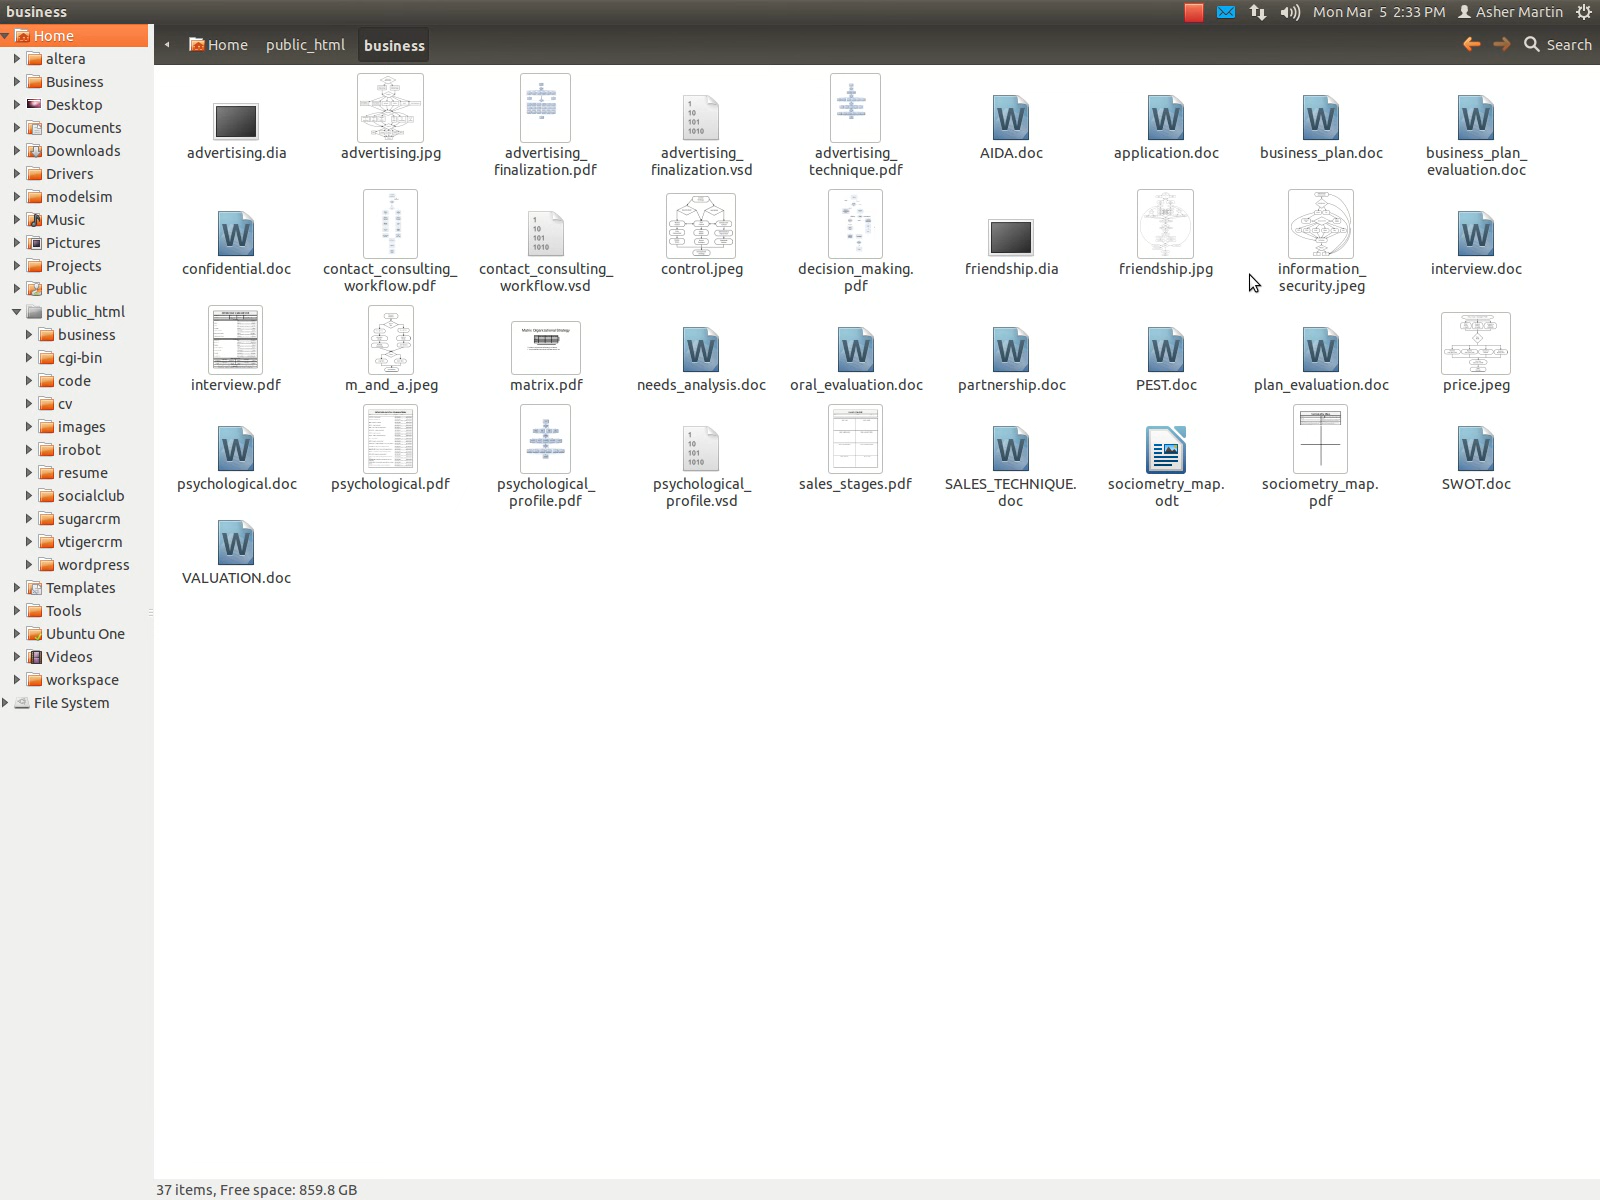 business
Mon Mar 5 2:33 PM
Asher Martin
Home
public_html
business
Search
Home
altera
Business
Desktop
Documents
Downloads
Drivers
modelsim
Music
Pictures
Projects
Public
public_html
business
cgi-bin
code
cv
images
irobot
resume
socialclub
sugarcrm
vtigercrm
wordpress
Templates
Tools
Ubuntu One
Videos
workspace
File System
advertising.dia
advertising.jpg
advertising_
finalization.pdf
advertising_
finalization.vsd
advertising_
technique.pdf
AIDA.doc
application.doc
business_plan.doc
business_plan_
evaluation.doc
confidential.doc
contact_consulting_
workflow.pdf
contact_consulting_
workflow.vsd
control.jpeg
decision_making.
pdf
friendship.dia
friendship.jpg
information_
security.jpeg
interview.doc
interview.pdf
m_and_a.jpeg
matrix.pdf
needs_analysis.doc
oral_evaluation.doc
partnership.doc
PEST.doc
plan_evaluation.doc
price.jpeg
psychological.doc
psychological.pdf
psychological_
profile.pdf
psychological_
profile.vsd
sales_stages.pdf
SALES_TECHNIQUE.
doc
sociometry_map.
odt
sociometry_map.
pdf
SWOT.doc
VALUATION.doc
37 items, Free space: 859.8 GB